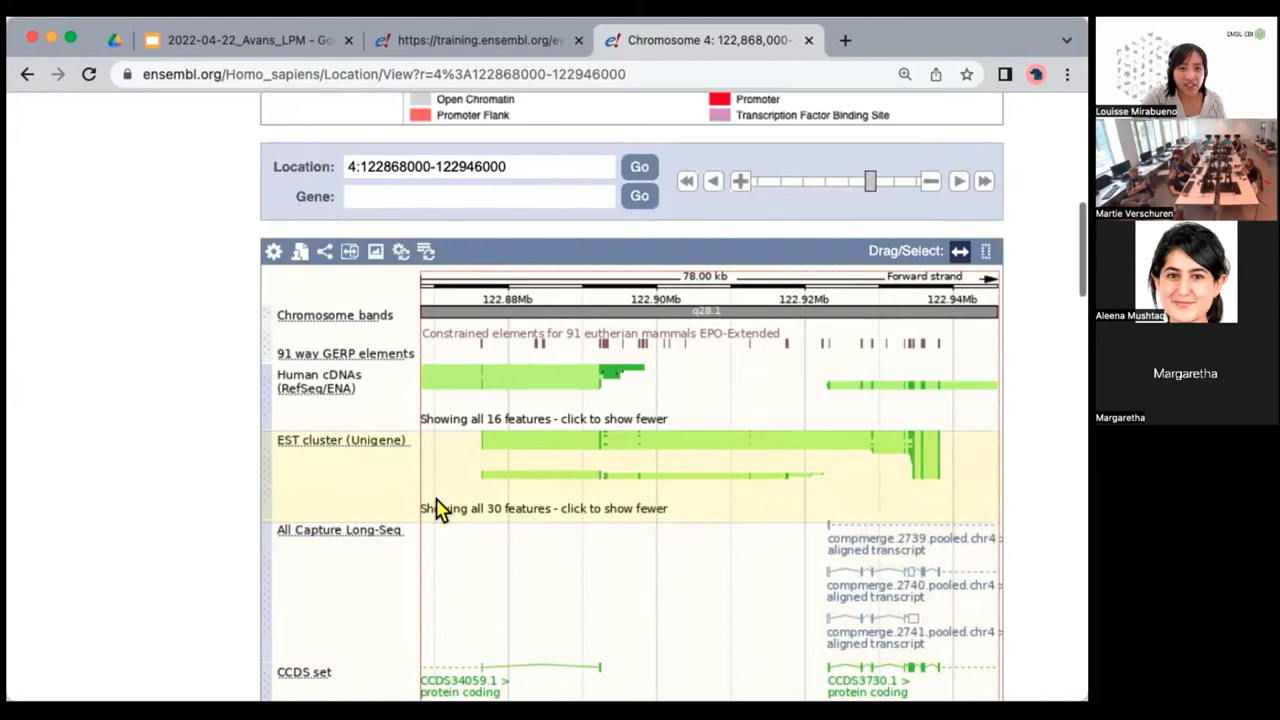 2022-04-22_Avans_LPM - Go
https://training.ensembl.org/ev
Chromosome 4: 122,868,000-
ensembl.org/Homo_sapiens/Location/View?r=4%3A122868000-122946000
Open Chromatin
Promoter
Promoter Flank
Transcription Factor Binding Site
Location:
4:122868000-122946000
Go
Gene:
Go
Drag/Select:
78.00 kb
Forward strand
122.88Mb
122.90Mb
122.92Mb
122.94Mb
Chromosome bands
q28.1
Constrained elements for 91 eutherian mammals EPO-Extended
91 way GERP elements
Human cDNAs
(RefSeq/ENA)
Showing all 16 features - click to show fewer
EST cluster (Unigene)
Showing all 30 features - click to show fewer
All Capture Long-Seq
compmerge.2739.pooled.chr4 >
aligned transcript
compmerge.2740.pooled.chr4 >
aligned transcript
compmerge.2741.pooled.chr4 >
aligned transcript
CCDS set
CCDS34059.1 >
protein coding
CCDS3730.1 >
protein coding
EMBL-EBI
Louisse Mirabueno
Martie Verschuren
Aleena Mushtaq
Margaretha
Margaretha